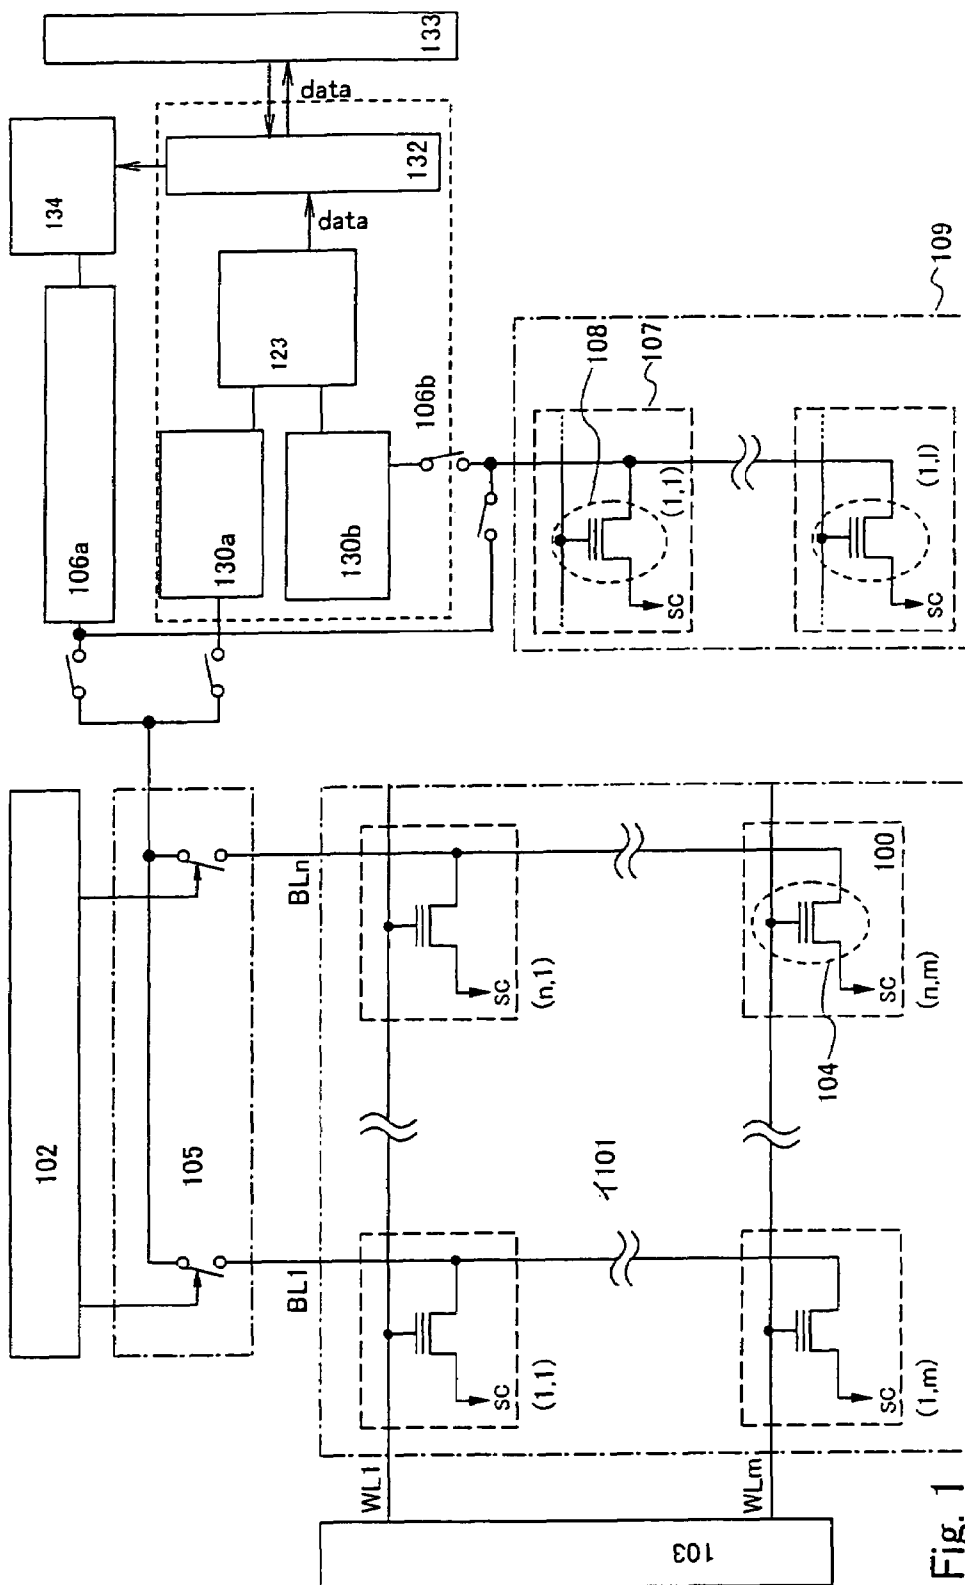 102
105
BL1
BLn
WL1
WLm
103
SC
(1,1)
SC
(n,1)
101
SC
(1,m)
104
100
SC
(n,m)
106a
134
133
data
132
data
123
130a
130b
106b
109
108
107
SC
(1,1)
SC
(1,l)
Fig. 1